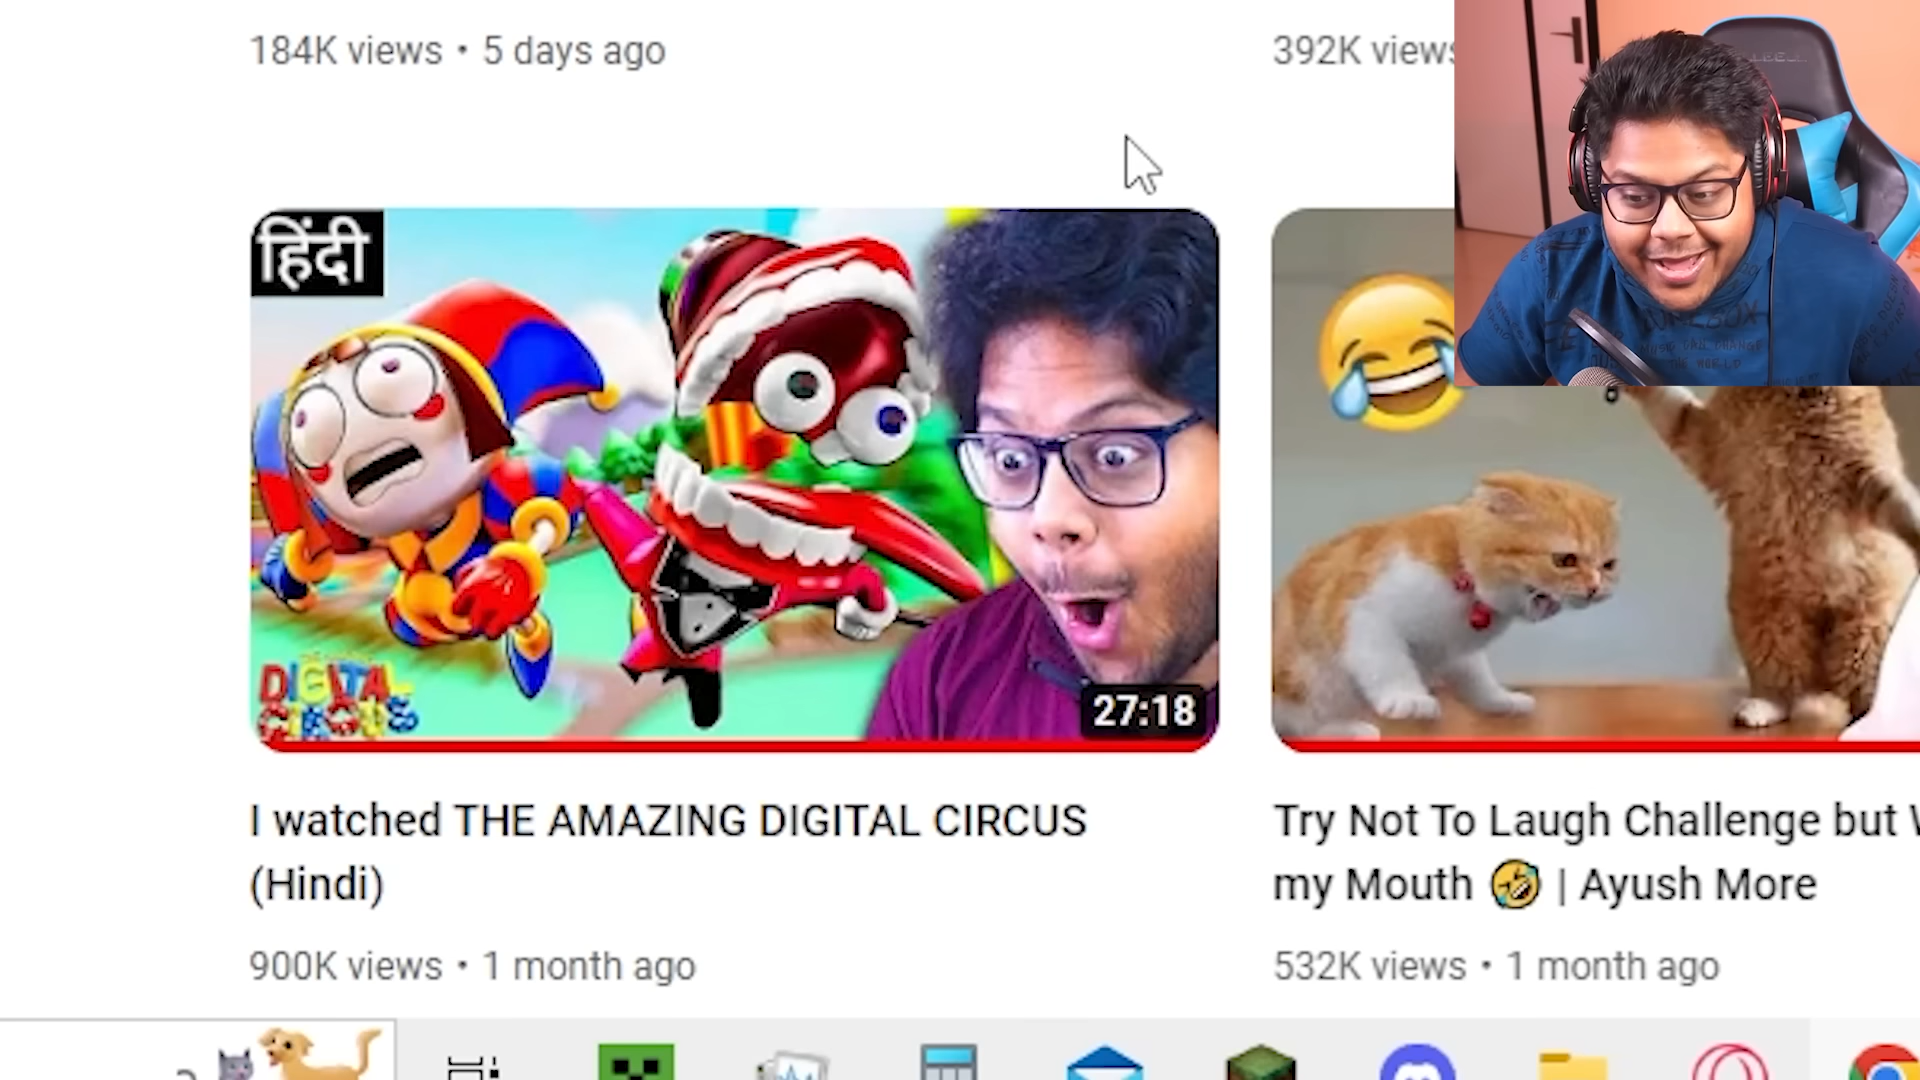 184K views • 5 days ago
392K views
हिंदी
DIGITAL
CIRCUS
27:18
I watched THE AMAZING DIGITAL CIRCUS
(Hindi)
900K views • 1 month ago
Try Not To Laugh Challenge but
my Mouth 🤣 | Ayush More
532K views • 1 month ago